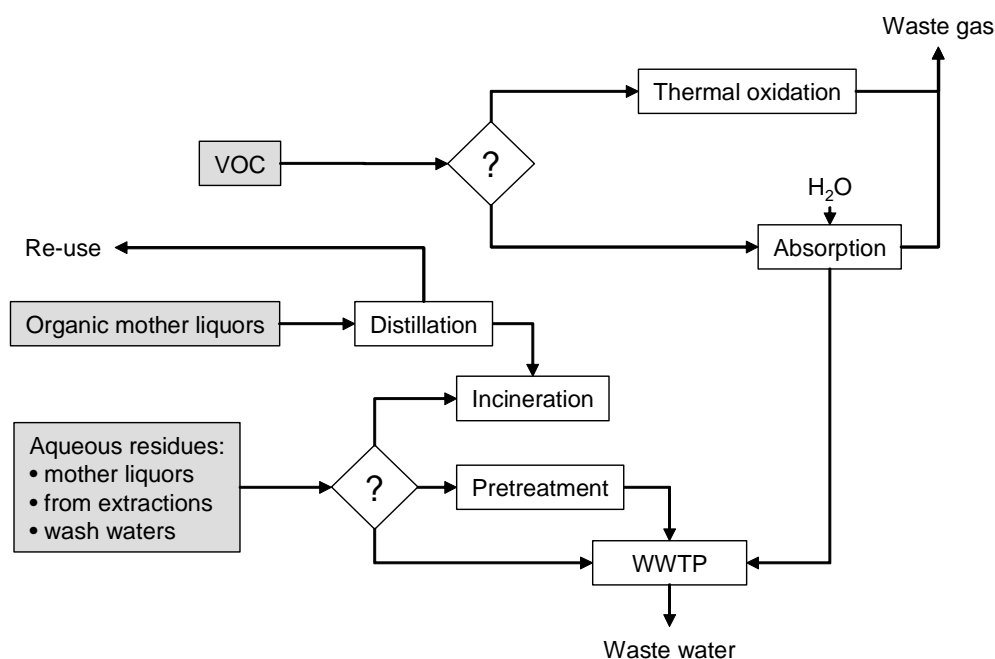 Waste gas
Thermal oxidation
VOC
?
H₂O
Re-use
Absorption
Organic mother liquors
Distillation
Incineration
Aqueous residues:
• mother liquors
• from extractions
• wash waters
?
Pretreatment
WWTP
Waste water